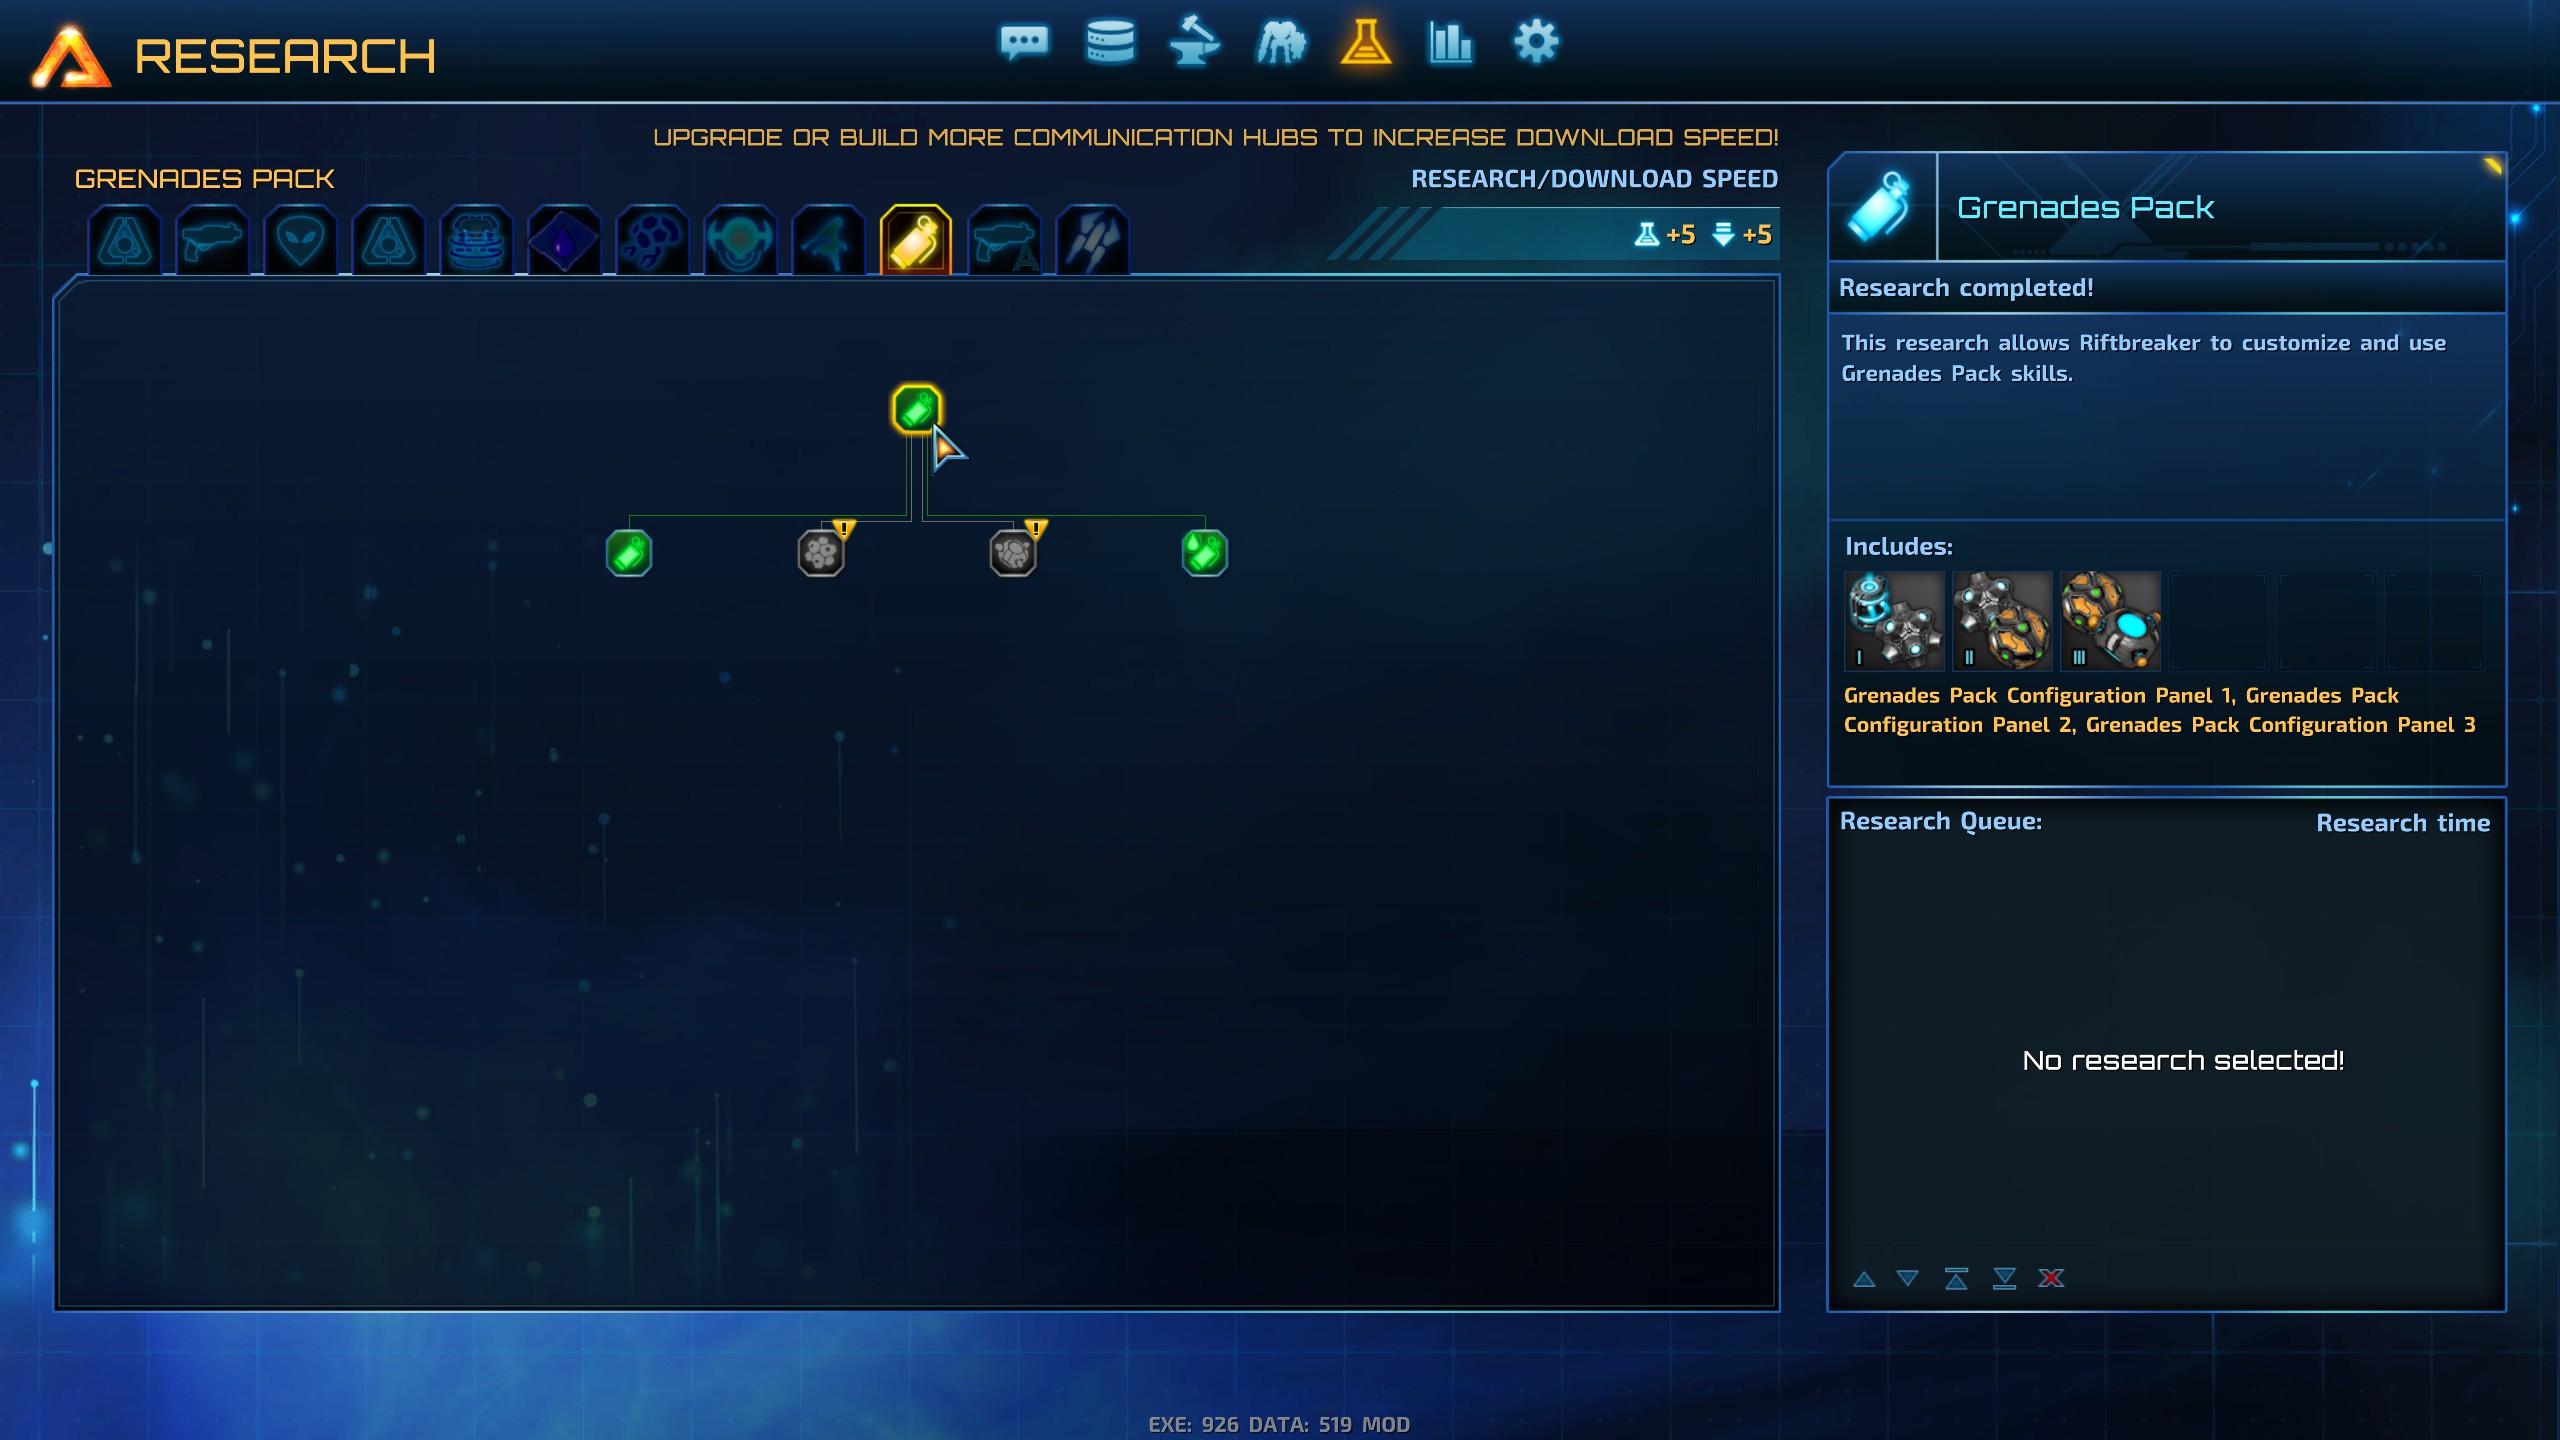 RESEARCH
UPGRADE OR BUILD MORE COMMUNICATION HUBS TO INCREASE DOWNLOAD SPEED!
GRENADES PACK
RESEARCH/DOWNLOAD SPEED
+5 +5
A
Grenades Pack
Research completed!
This research allows Riftbreaker to customize and use
Grenades Pack skills.
Includes:
I II III
Grenades Pack Configuration Panel 1, Grenades Pack
Configuration Panel 2, Grenades Pack Configuration Panel 3
Research Queue: Research time
No research selected!
EXE: 926 DATA: 519 MOD